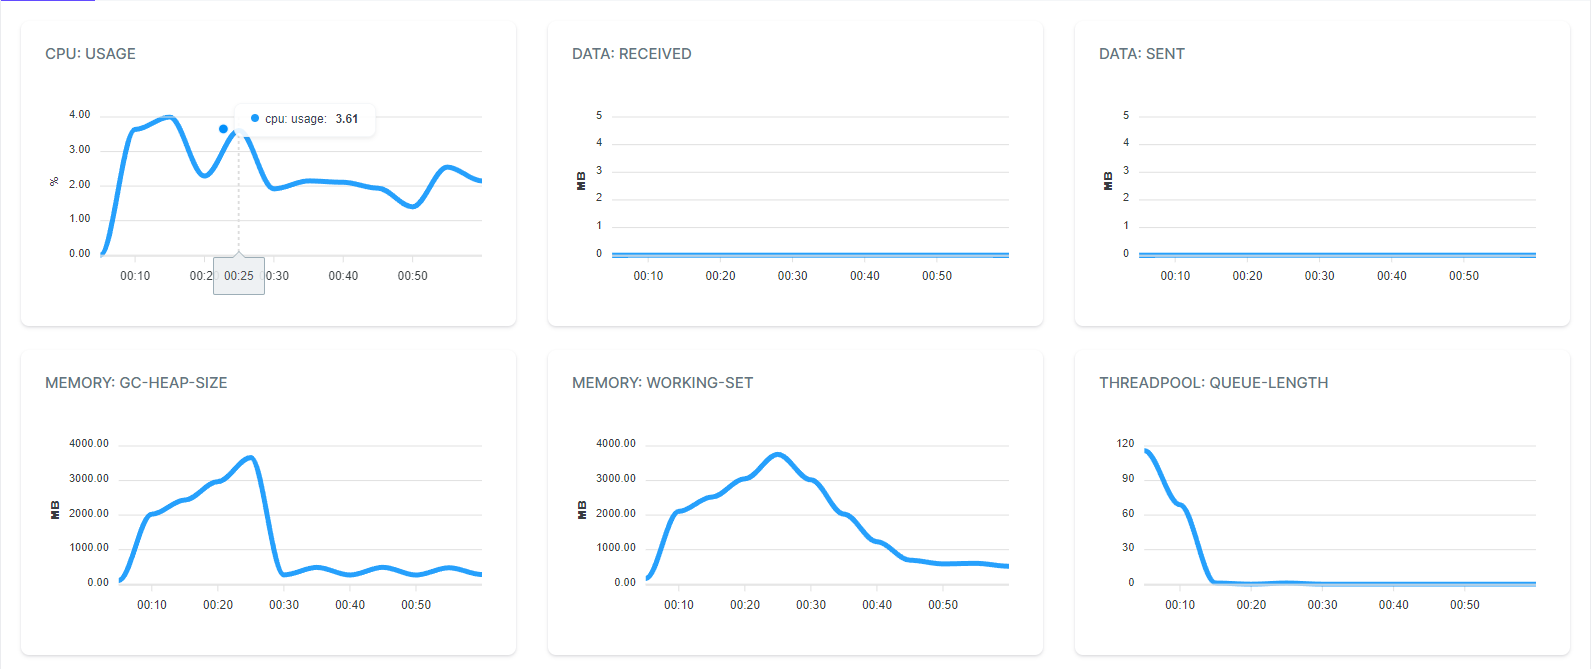 CPU: USAGE
4.00
3.00
2.00
1.00
0.00
%
cpu: usage: 3.61
00:10 00:20 00:25 00:30 00:40 00:50
DATA: RECEIVED
5
4
3
2
1
0
MB
00:10 00:20 00:30 00:40 00:50
DATA: SENT
5
4
3
2
1
0
MB
00:10 00:20 00:30 00:40 00:50
MEMORY: GC-HEAP-SIZE
4000.00
3000.00
2000.00
1000.00
0.00
MB
00:10 00:20 00:30 00:40 00:50
MEMORY: WORKING-SET
4000.00
3000.00
2000.00
1000.00
0.00
MB
00:10 00:20 00:30 00:40 00:50
THREADPOOL: QUEUE-LENGTH
120
90
60
30
0
00:10 00:20 00:30 00:40 00:50